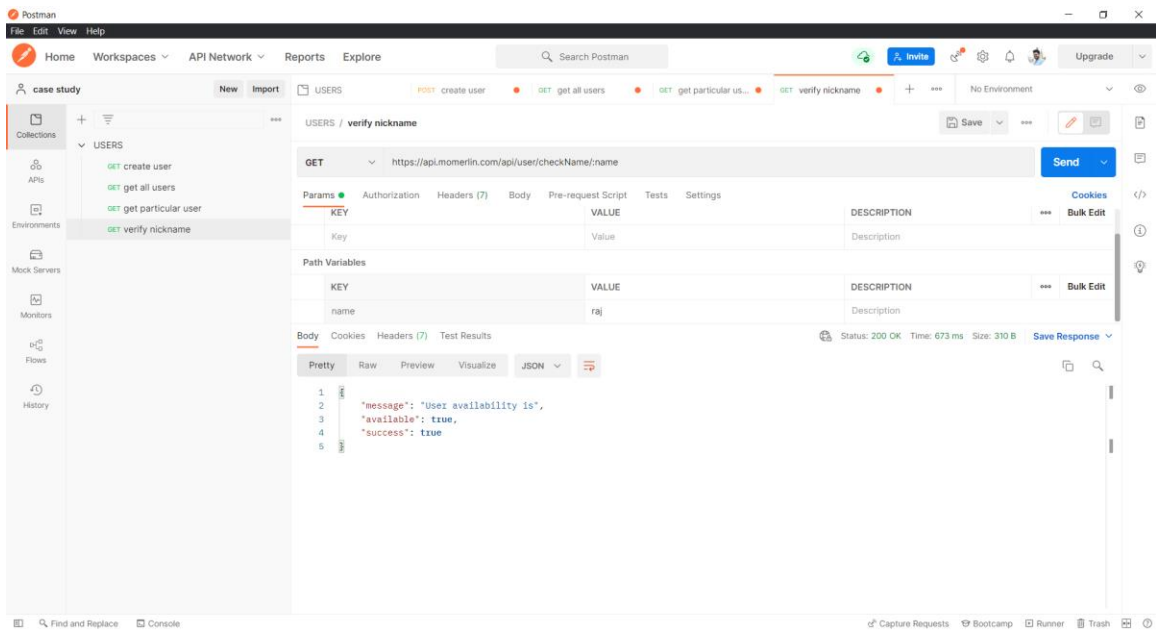 Postman
File Edit View Help
Home Workspaces API Network Reports Explore Search Postman Invite Upgrade
case study New Import USERS POST create user GET get all users GET get particular us... GET verify nickname No Environment
Collections
APIs
Environments
Mock Servers
Monitors
Flows
History
USERS
GET create user
GET get all users
GET get particular user
GET verify nickname
USERS / verify nickname Save
GET https://api.momerlin.com/api/user/checkName/:name Send
Params Authorization Headers (7) Body Pre-request Script Tests Settings Cookies
KEY VALUE DESCRIPTION Bulk Edit
Key Value Description
Path Variables
KEY VALUE DESCRIPTION Bulk Edit
name raj Description
Body Cookies Headers (7) Test Results Status: 200 OK Time: 673 ms Size: 310 B Save Response
Pretty Raw Preview Visualize JSON
1 {
2 "message": "User availability is",
3 "available": true,
4 "success": true
5 }
Find and Replace Console Capture Requests Bootcamp Runner Trash